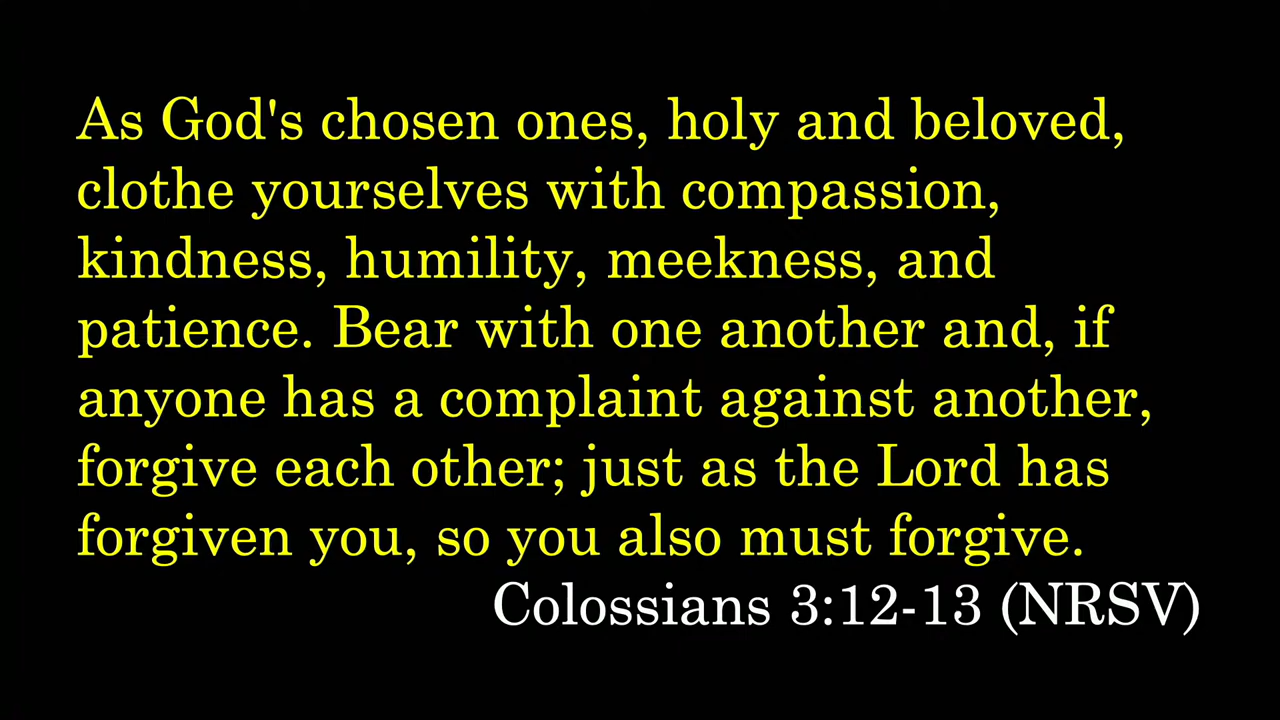 As God's chosen ones, holy and beloved,
clothe yourselves with compassion,
kindness, humility, meekness, and
patience. Bear with one another and, if
anyone has a complaint against another,
forgive each other; just as the Lord has
forgiven you, so you also must forgive.
Colossians 3:12-13 (NRSV)